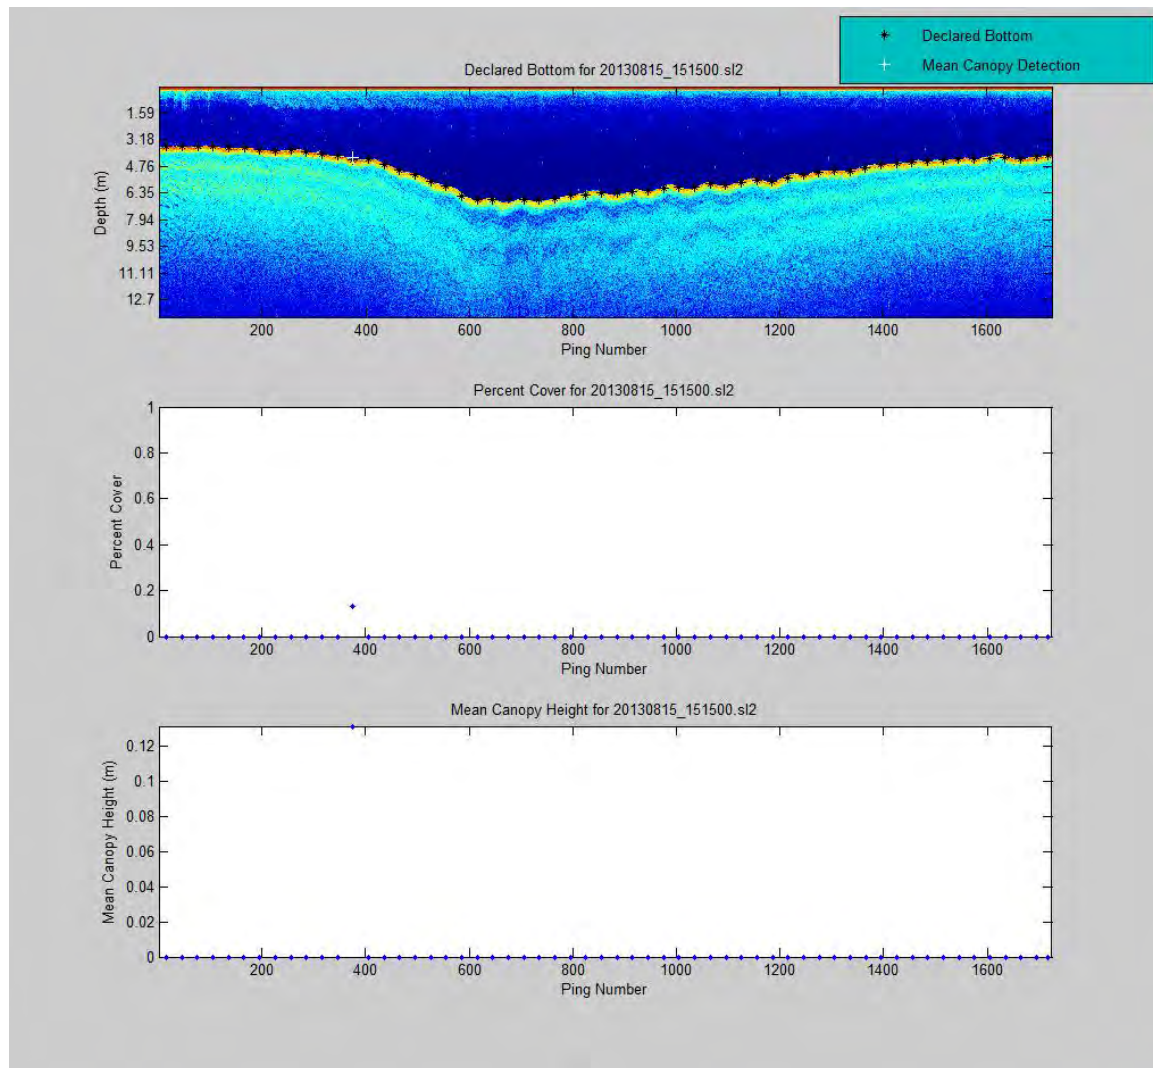 Declared Bottom
Mean Canopy Detection
Declared Bottom for 20130815_151500.sl2
Depth (m)
1.59
3.18
4.76
6.35
7.94
9.53
11.11
12.7
200 400 600 800 1000 1200 1400 1600
Ping Number
Percent Cover for 20130815_151500.sl2
Percent Cover
1
0.8
0.6
0.4
0.2
0
200 400 600 800 1000 1200 1400 1600
Ping Number
Mean Canopy Height for 20130815_151500.sl2
Mean Canopy Height (m)
0.12
0.1
0.08
0.06
0.04
0.02
0
200 400 600 800 1000 1200 1400 1600
Ping Number